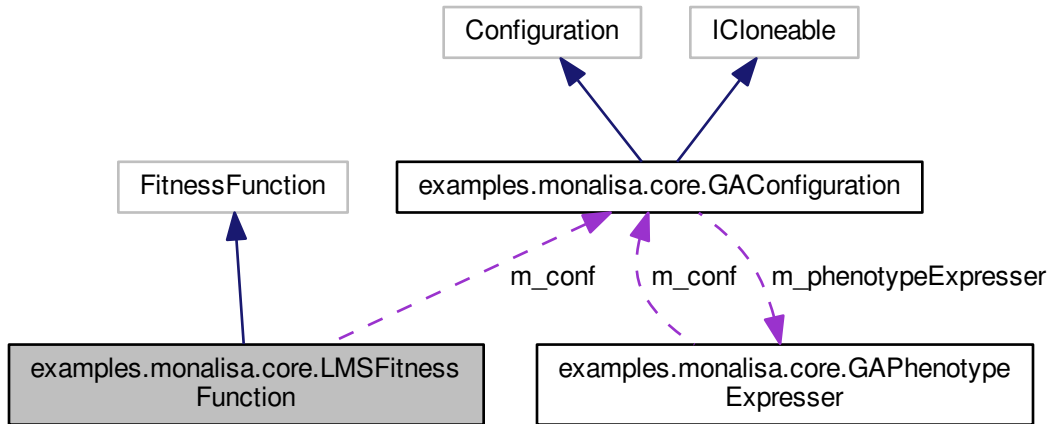 Configuration
ICloneable
FitnessFunction
examples.monalisa.core.GAConfiguration
m_conf
m_conf
m_phenotypeExpresser
examples.monalisa.core.LMSFitness
Function
examples.monalisa.core.GAPhenotype
Expresser